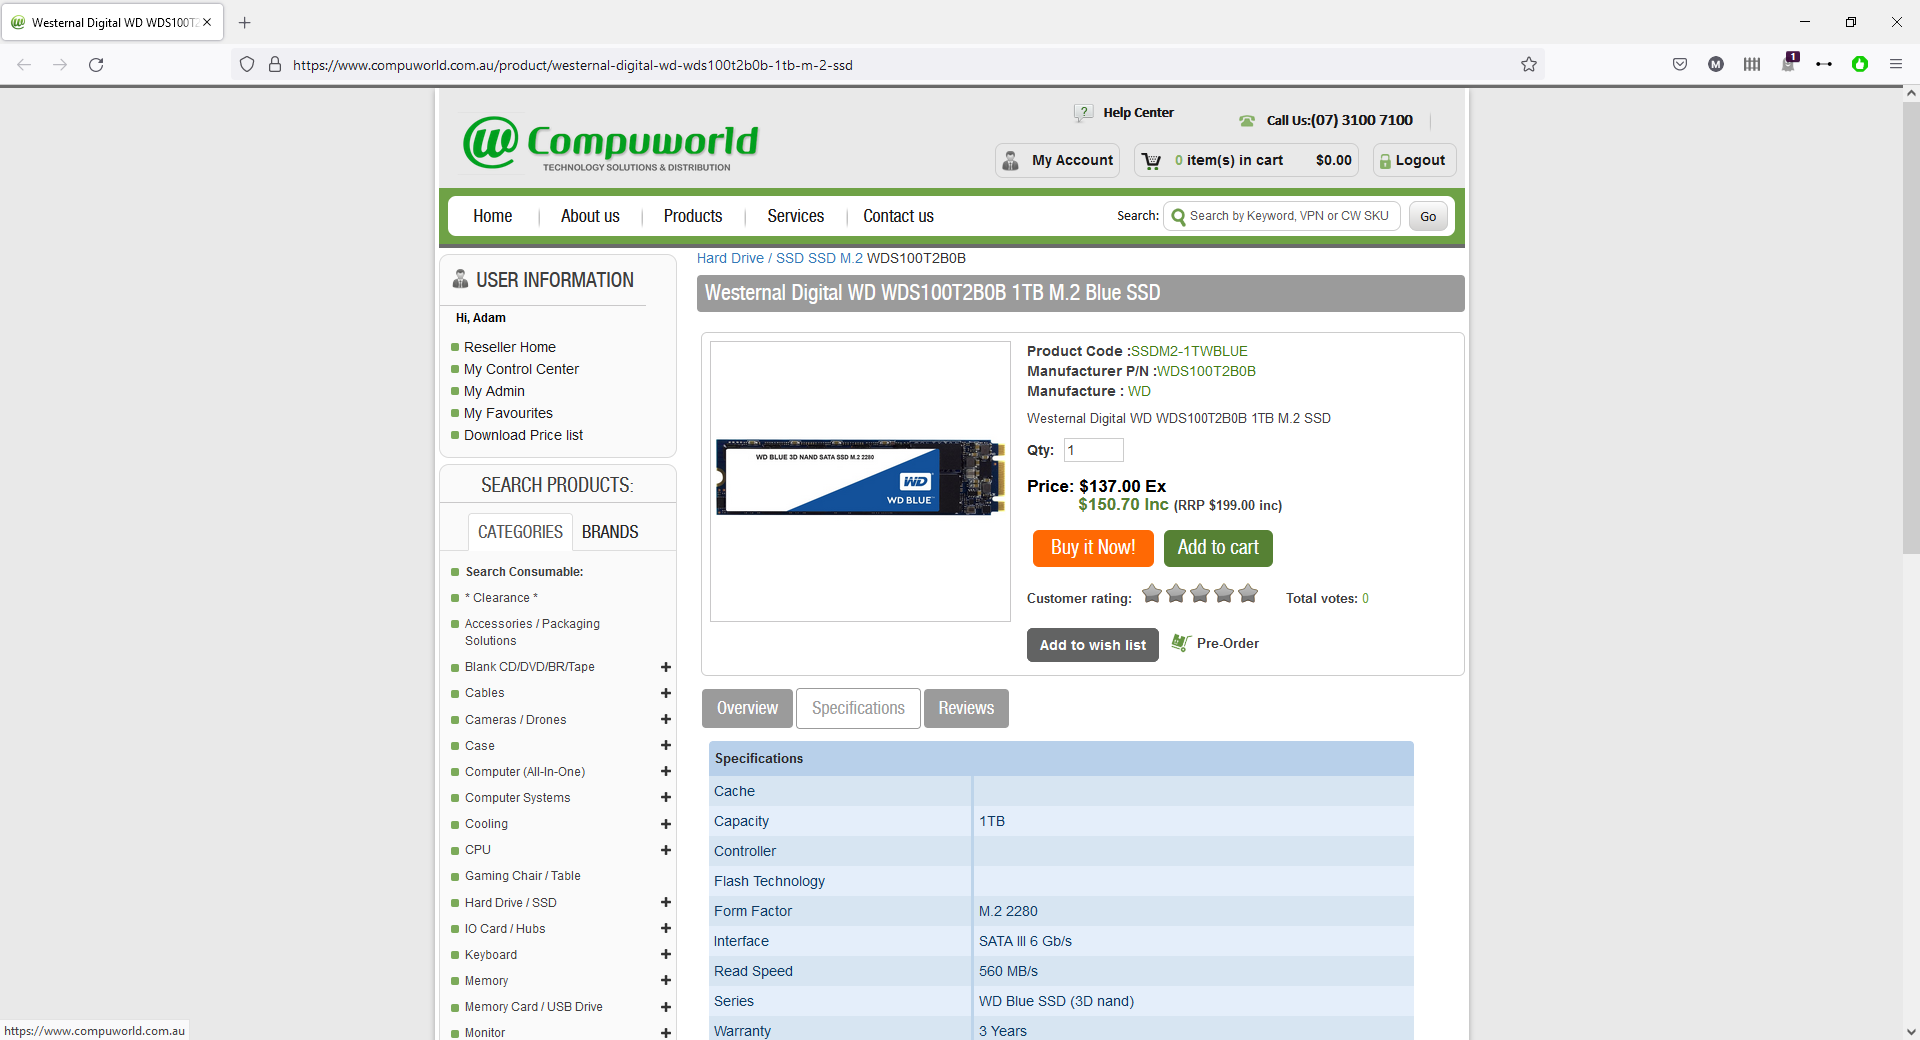 Westernal Digital WD WDS100T2
https://www.compuworld.com.au/product/westernal-digital-wd-wds100t2b0b-1tb-m-2-ssd
1
M
Compuworld
TECHNOLOGY SOLUTIONS & DISTRIBUTION
? Help Center
Call Us:(07) 3100 7100
My Account
0 item(s) in cart $0.00
Logout
Home About us Products Services Contact us
Search: Search by Keyword, VPN or CW SKU Go
USER INFORMATION
Hi, Adam
Reseller Home
My Control Center
My Admin
My Favourites
Download Price list
SEARCH PRODUCTS:
CATEGORIES BRANDS
Search Consumable:
* Clearance *
Accessories / Packaging
Solutions
Blank CD/DVD/BR/Tape
Cables
Cameras / Drones
Case
Computer (All-In-One)
Computer Systems
Cooling
CPU
Gaming Chair / Table
Hard Drive / SSD
IO Card / Hubs
Keyboard
Memory
Memory Card / USB Drive
Monitor
Hard Drive / SSD SSD M.2 WDS100T2B0B
Westernal Digital WD WDS100T2B0B 1TB M.2 Blue SSD
WD BLUE 3D NAND SATA SSD M.2 2280
WD
WD BLUE™
Product Code :SSDM2-1TWBLUE
Manufacturer P/N :WDS100T2B0B
Manufacture : WD
Westernal Digital WD WDS100T2B0B 1TB M.2 SSD
Qty: 1
Price: $137.00 Ex
$150.70 Inc (RRP $199.00 inc)
Buy it Now! Add to cart
Customer rating: Total votes: 0
Add to wish list Pre-Order
Overview Specifications Reviews
Specifications
Cache
Capacity 1TB
Controller
Flash Technology
Form Factor M.2 2280
Interface SATA III 6 Gb/s
Read Speed 560 MB/s
Series WD Blue SSD (3D nand)
Warranty 3 Years
https://www.compuworld.com.au